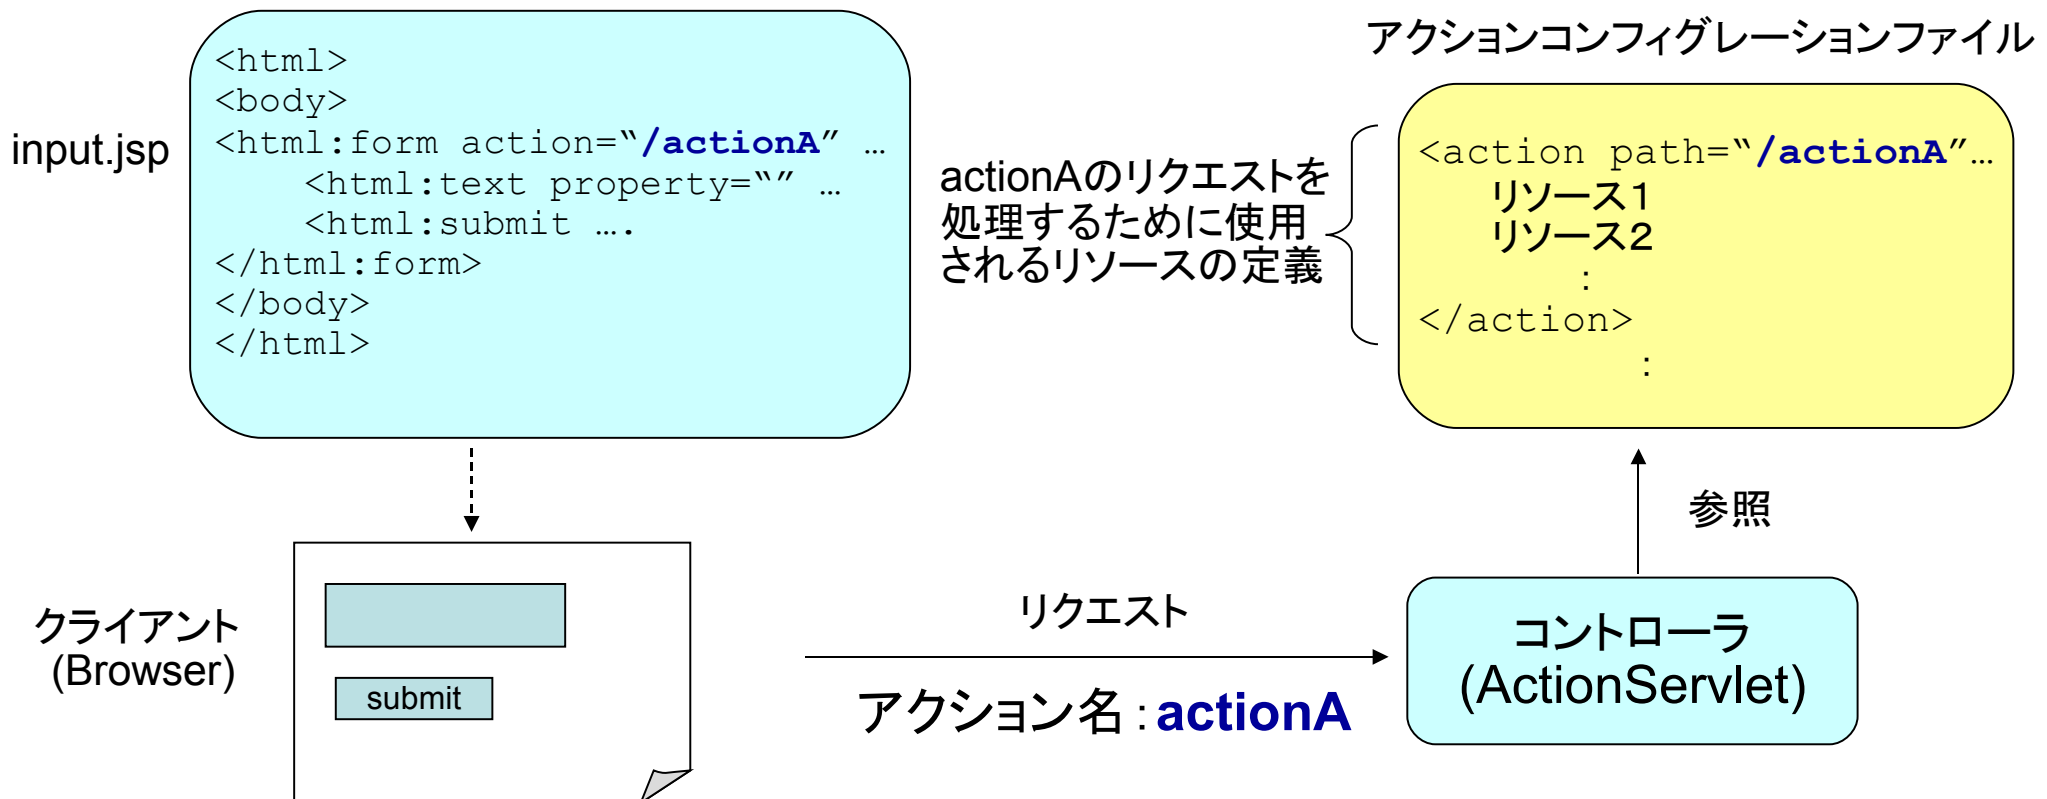 input.jsp
<html>
<body>
<html:form action=“/actionA” …
<html:text property=“” …
<html:submit ….
</html:form>
</body>
</html>
アクションコンフィグレーションファイル
actionAのリクエストを
処理するために使用
されるリソースの定義
<action path=“/actionA”…
リソース1
リソース2
:
</action>
:
参照
クライアント
(Browser)
submit
リクエスト
アクション名:actionA
コントローラ
(ActionServlet)